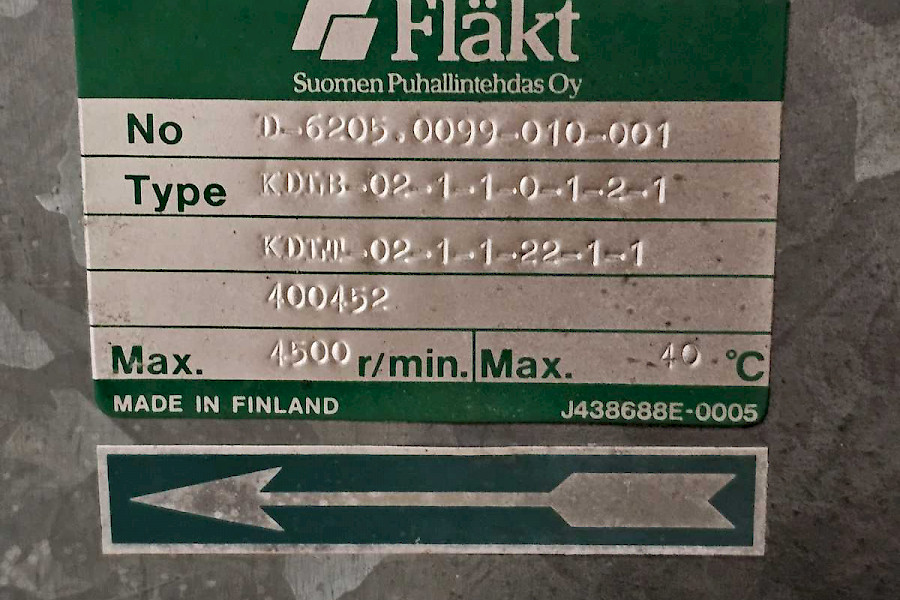 Fläkt
Suomen Puhallintehdas Oy
No D-6205.0099-010-001
Type KDGB-02-1-1-0-1-2-1
-02-1-1-22-1-1
400452
Max. 4500 r/min. Max. 40 °C
MADE IN FINLAND J438688E-0005